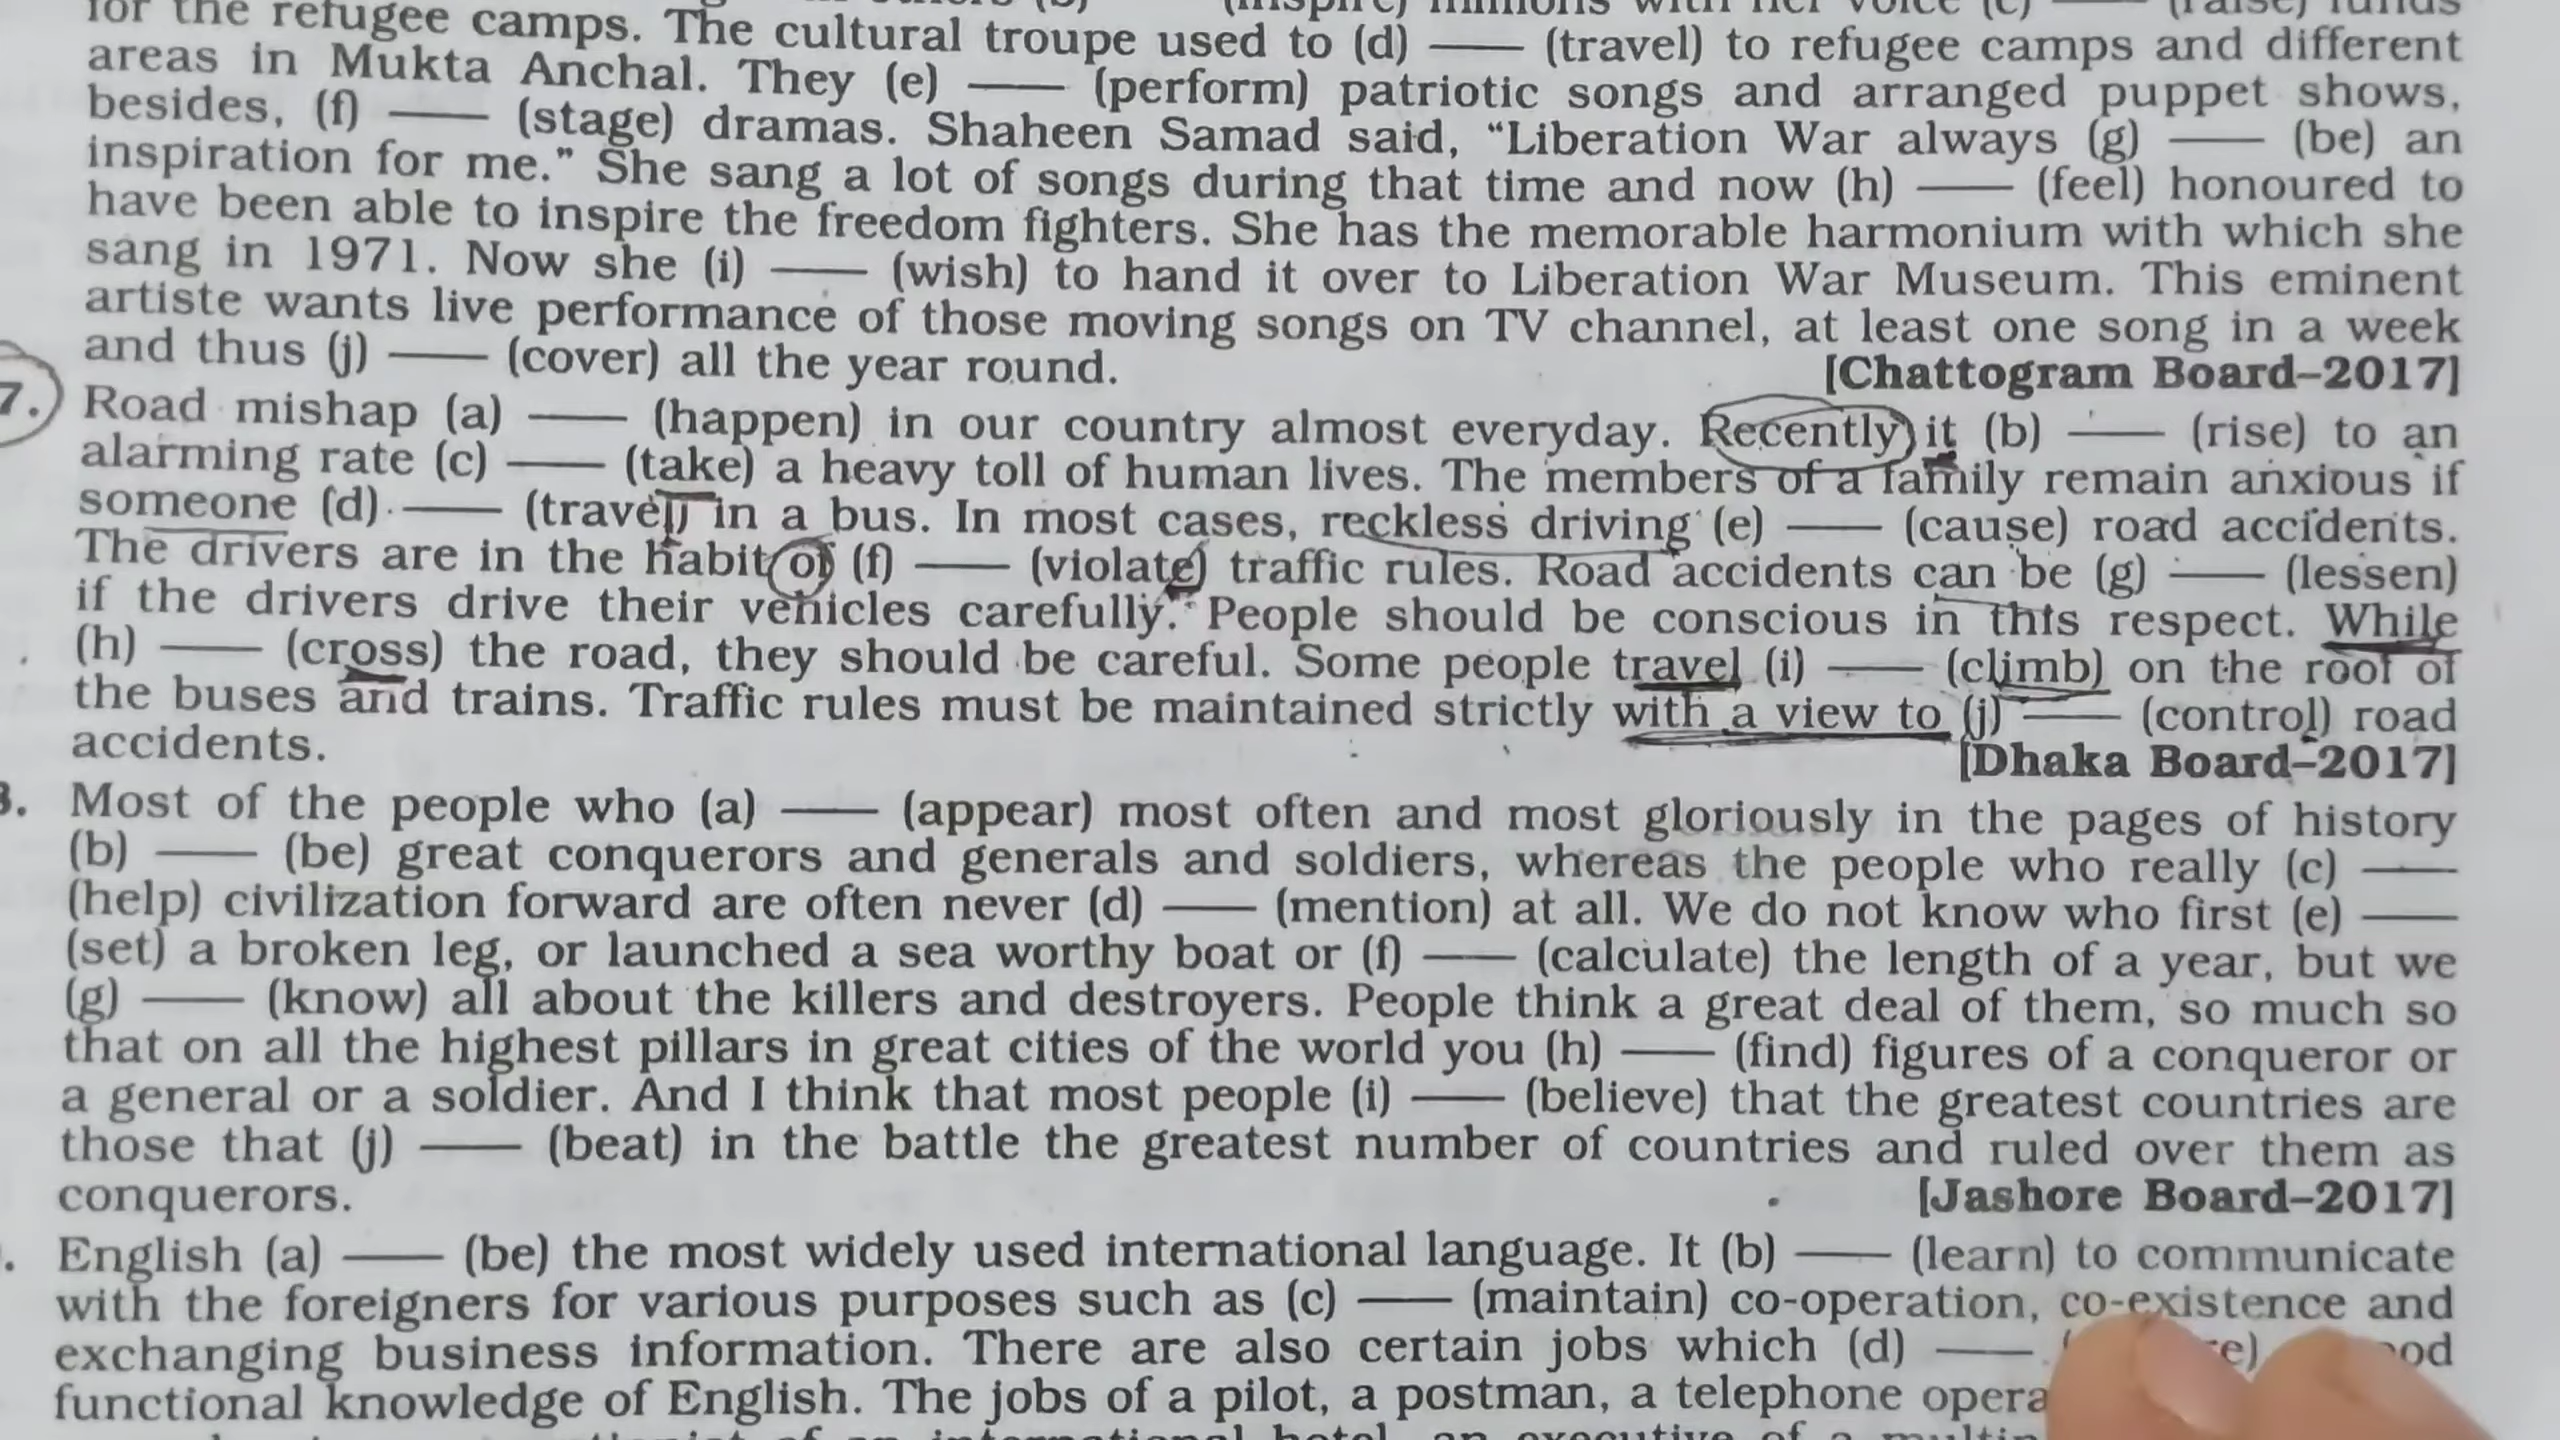 for the refugee camps. The cultural troupe used to (d) —— (travel) to refugee camps and different
areas in Mukta Anchal. They (e) —— (perform) patriotic songs and arranged puppet shows,
besides, (f) —— (stage) dramas. Shaheen Samad said, “Liberation War always (g) —— (be) an
inspiration for me.” She sang a lot of songs during that time and now (h) —— (feel) honoured to
have been able to inspire the freedom fighters. She has the memorable harmonium with which she
sang in 1971. Now she (i) —— (wish) to hand it over to Liberation War Museum. This eminent
artiste wants live performance of those moving songs on TV channel, at least one song in a week
and thus (j) —— (cover) all the year round. [Chattogram Board–2017]
7. Road mishap (a) —— (happen) in our country almost everyday. Recently it (b) —— (rise) to an
alarming rate (c) —— (take) a heavy toll of human lives. The members of a family remain anxious if
someone (d) —— (travel) in a bus. In most cases, reckless driving (e) —— (cause) road accidents.
The drivers are in the habit of (f) —— (violate) traffic rules. Road accidents can be (g) —— (lessen)
if the drivers drive their vehicles carefully. People should be conscious in this respect. While
(h) —— (cross) the road, they should be careful. Some people travel (i) —— (climb) on the roof of
the buses and trains. Traffic rules must be maintained strictly with a view to (j) —— (control) road
accidents. [Dhaka Board–2017]
Most of the people who (a) —— (appear) most often and most gloriously in the pages of history
(b) —— (be) great conquerors and generals and soldiers, whereas the people who really (c) ——
(help) civilization forward are often never (d) —— (mention) at all. We do not know who first (e) ——
(set) a broken leg, or launched a sea worthy boat or (f) —— (calculate) the length of a year, but we
(g) —— (know) all about the killers and destroyers. People think a great deal of them, so much so
that on all the highest pillars in great cities of the world you (h) —— (find) figures of a conqueror or
a general or a soldier. And I think that most people (i) —— (believe) that the greatest countries are
those that (j) —— (beat) in the battle the greatest number of countries and ruled over them as
conquerors. [Jashore Board–2017]
English (a) —— (be) the most widely used international language. It (b) —— (learn) to communicate
with the foreigners for various purposes such as (c) —— (maintain) co-operation, co-existence and
exchanging business information. There are also certain jobs which (d) ——
functional knowledge of English. The jobs of a pilot, a postman, a telephone